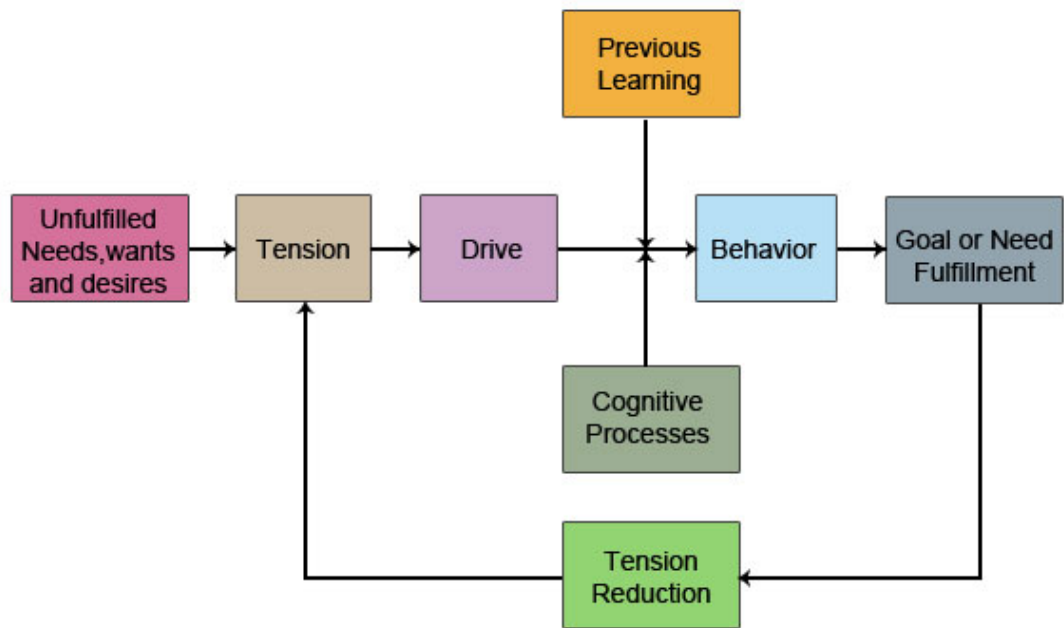 Previous
Learning
Unfulfilled
Needs,wants
and desires
Tension
Drive
Behavior
Goal or Need
Fulfillment
Cognitive
Processes
Tension
Reduction